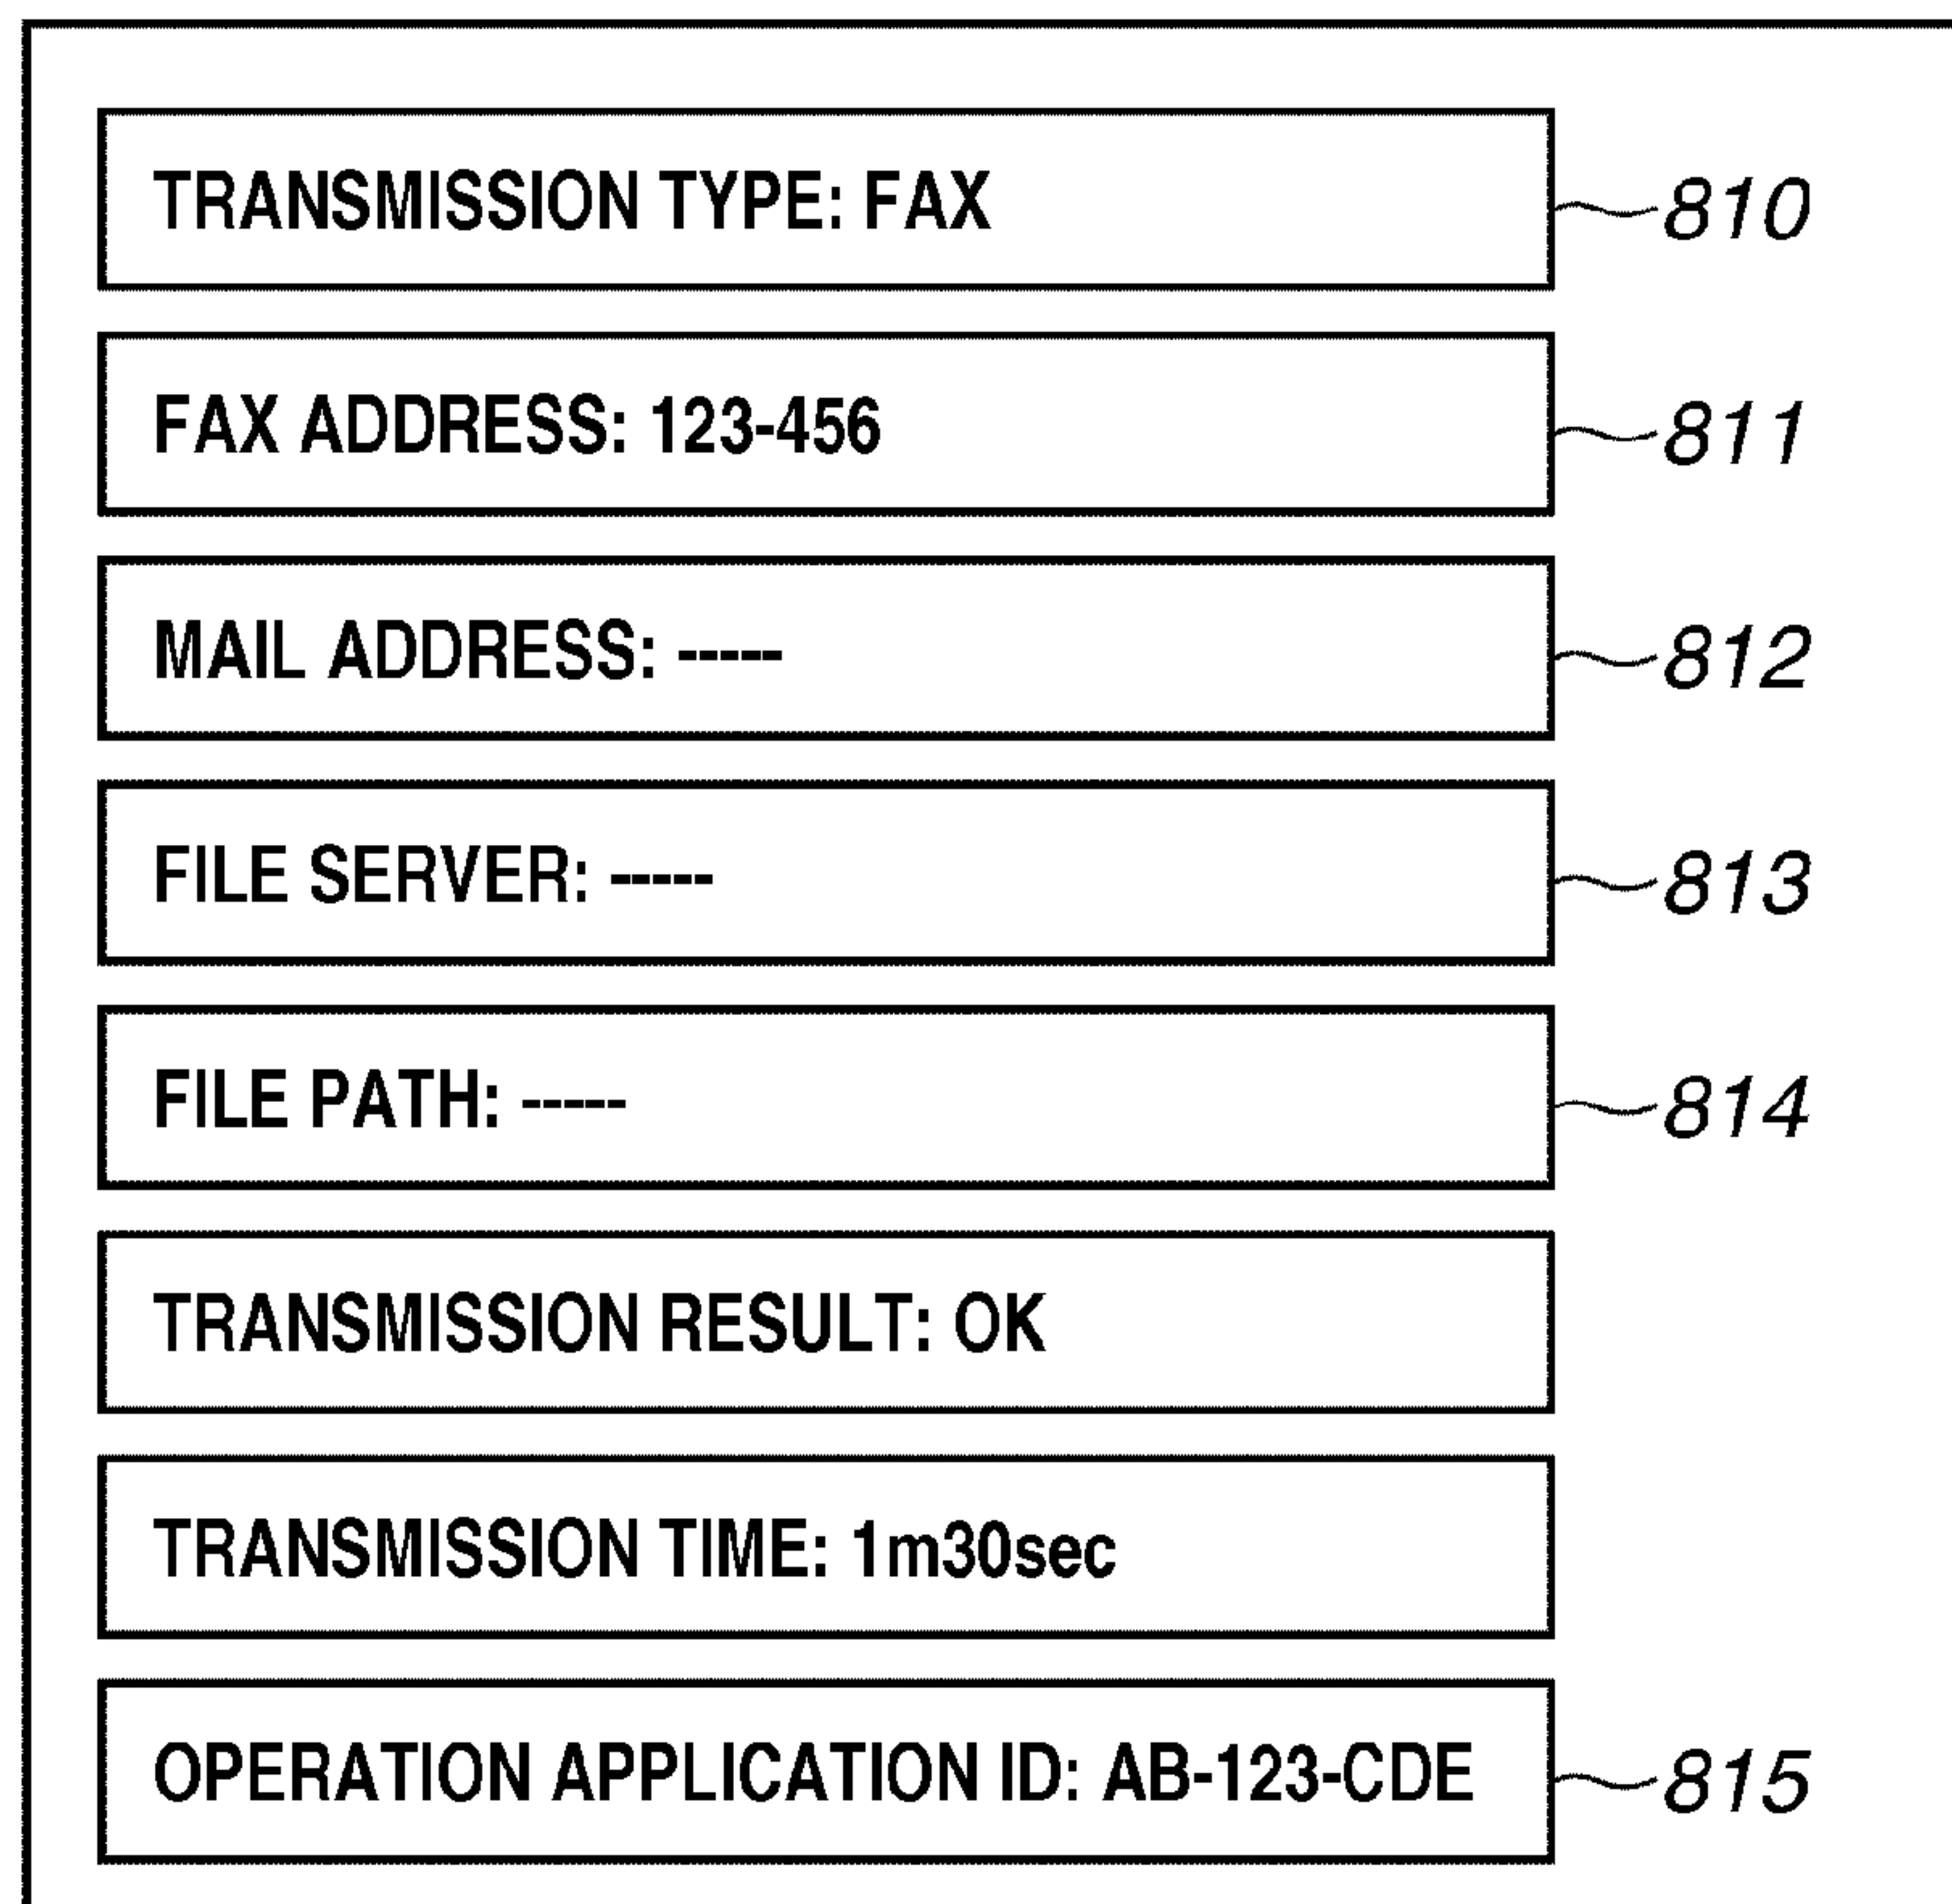 TRANSMISSION TYPE: FAX 810
FAX ADDRESS: 123-456 811
MAIL ADDRESS: ----- 812
FILE SERVER: ----- 813
FILE PATH: ----- 814
TRANSMISSION RESULT: OK
TRANSMISSION TIME: 1m30sec
OPERATION APPLICATION ID: AB-123-CDE 815